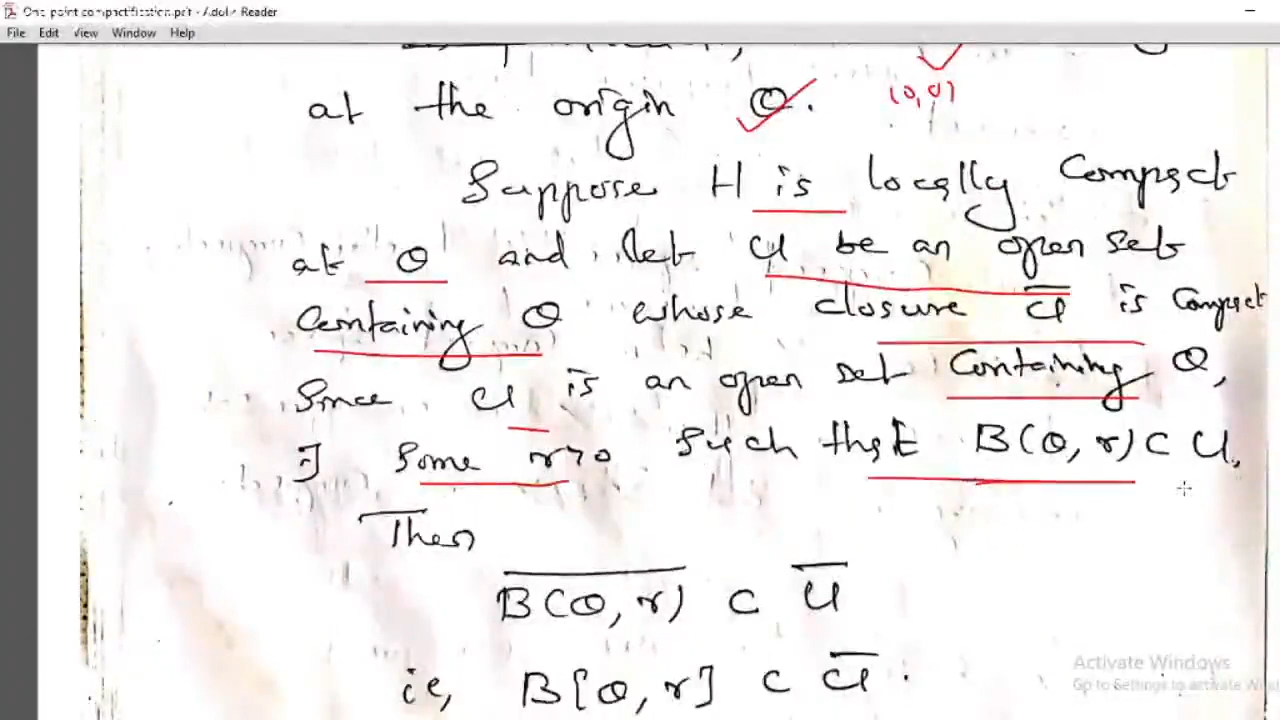 One point compactification.pdf - Adobe Reader
File Edit View Window Help
at the origin θ. (0,0)
Suppose H is locally Compact
at θ and let U be an open set
Containing θ whose closure U̅ is Compact
Since U is an open set Containing θ,
∃ some r>0 such that B(θ, r) ⊂ U.
Then
B̅(̅θ̅,̅ ̅r̅)̅ ⊂ U̅
ie, B[θ, r] ⊂ U̅.
Activate Windows
Go to Settings to activate Win